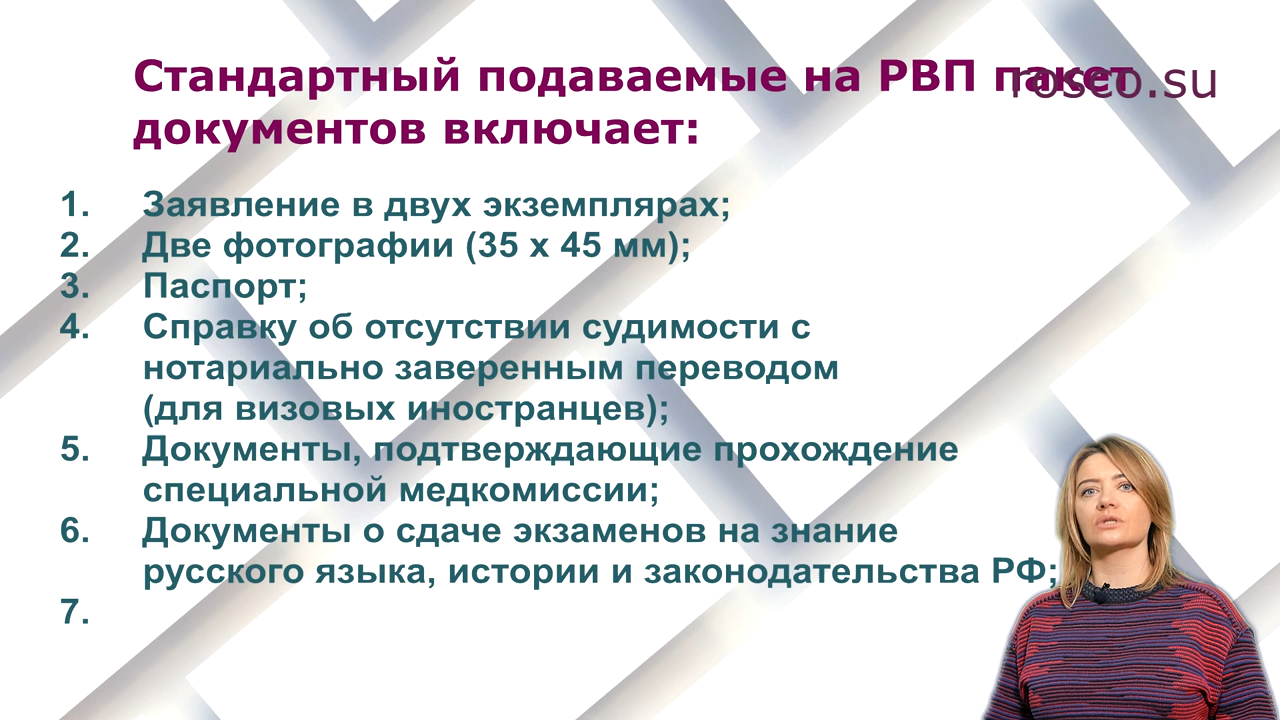 Стандартный подаваемые на РВП пакет
rosco.su
документов включает:
1. Заявление в двух экземплярах;
2. Две фотографии (35 х 45 мм);
3. Паспорт;
4. Справку об отсутствии судимости с
нотариально заверенным переводом
(для визовых иностранцев);
5. Документы, подтверждающие прохождение
специальной медкомиссии;
6. Документы о сдаче экзаменов на знание
русского языка, истории и законодательства РФ;
7.